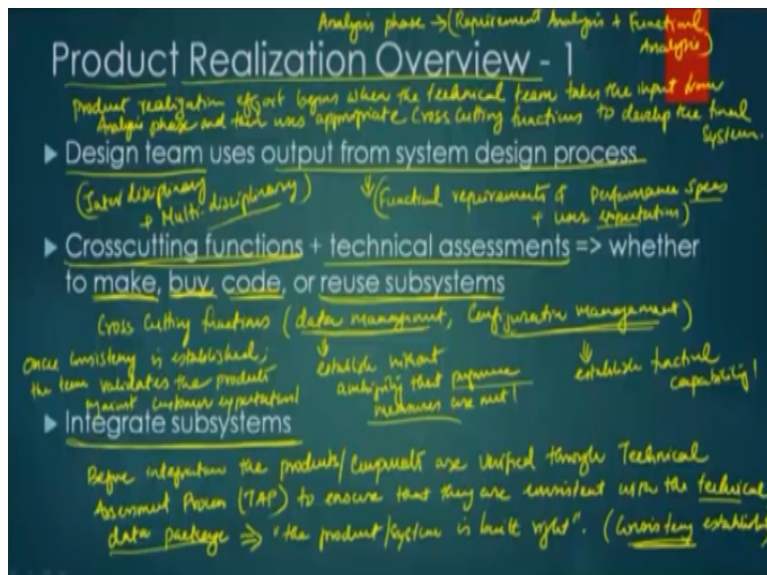 Analysis phase → (Requirement Analysis + Functional
Analysis)
Product Realization Overview - 1
Product realization effort begins when the technical team takes the input from
Analysis phase and then uses appropriate Cross Cutting functions to develop the final
System.
▶ Design team uses output from system design process
(Inter disciplinary
+ Multi-disciplinary)
↓ (Functional requirements & performance specs
+ user expectation)
▶ Crosscutting functions + technical assessments => whether
to make, buy, code, or reuse subsystems
Cross Cutting functions (data management, Configuration management)
Once consistency is established,
the team validates the products
against customer expectations!
⇓ establish without
ambiguity that
measures are met!
⇓
establish functional
capability!
▶ Integrate subsystems
Before integration the products/Components are verified through Technical
Assessment Process (TAP) to ensure that they are consistent with the technical
data package ⇒ "the product/system is built right". (Consistency